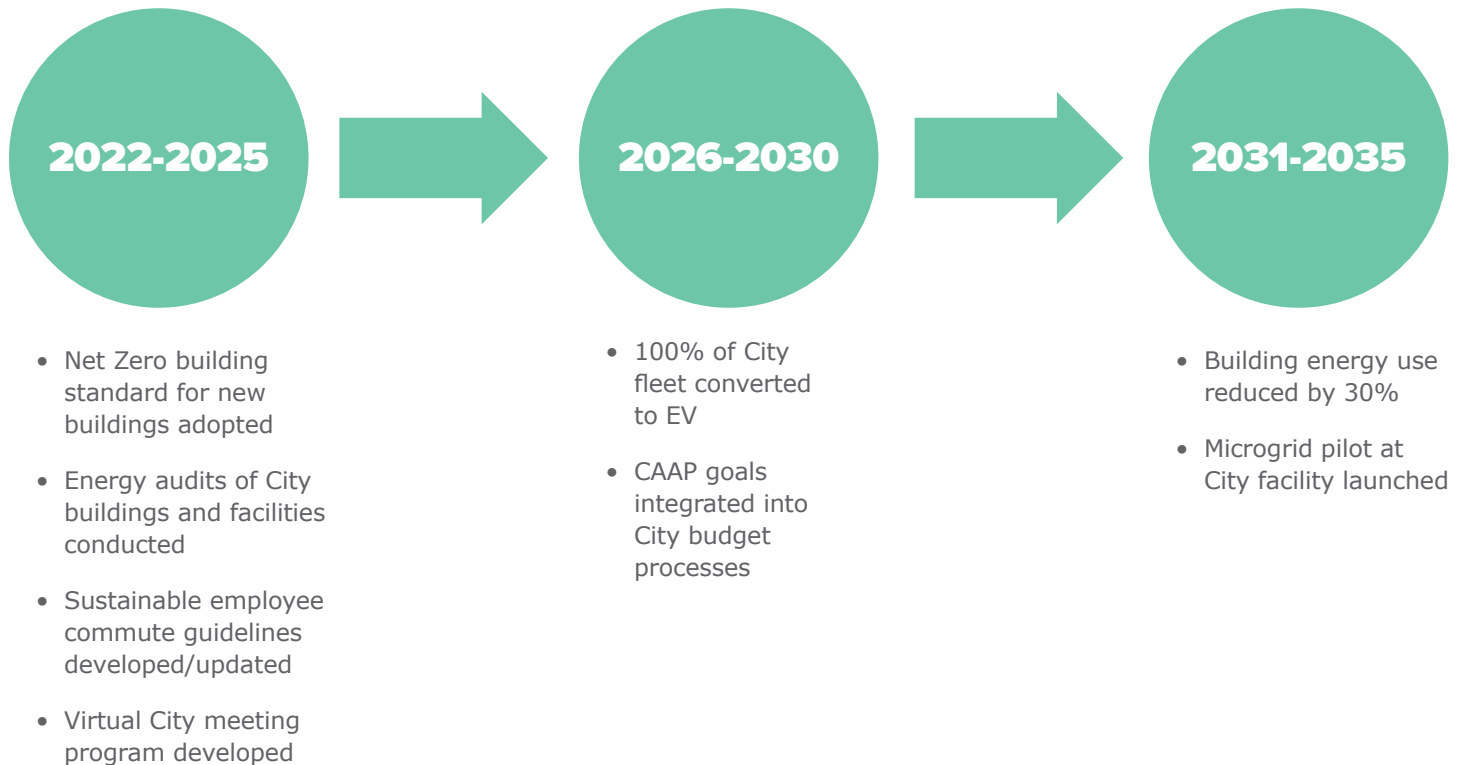 2022-2025
• Net Zero building
standard for new
buildings adopted
• Energy audits of City
buildings and facilities
conducted
• Sustainable employee
commute guidelines
developed/updated
• Virtual City meeting
program developed
2026-2030
• 100% of City
fleet converted
to EV
• CAAP goals
integrated into
City budget
processes
2031-2035
• Building energy use
reduced by 30%
• Microgrid pilot at
City facility launched